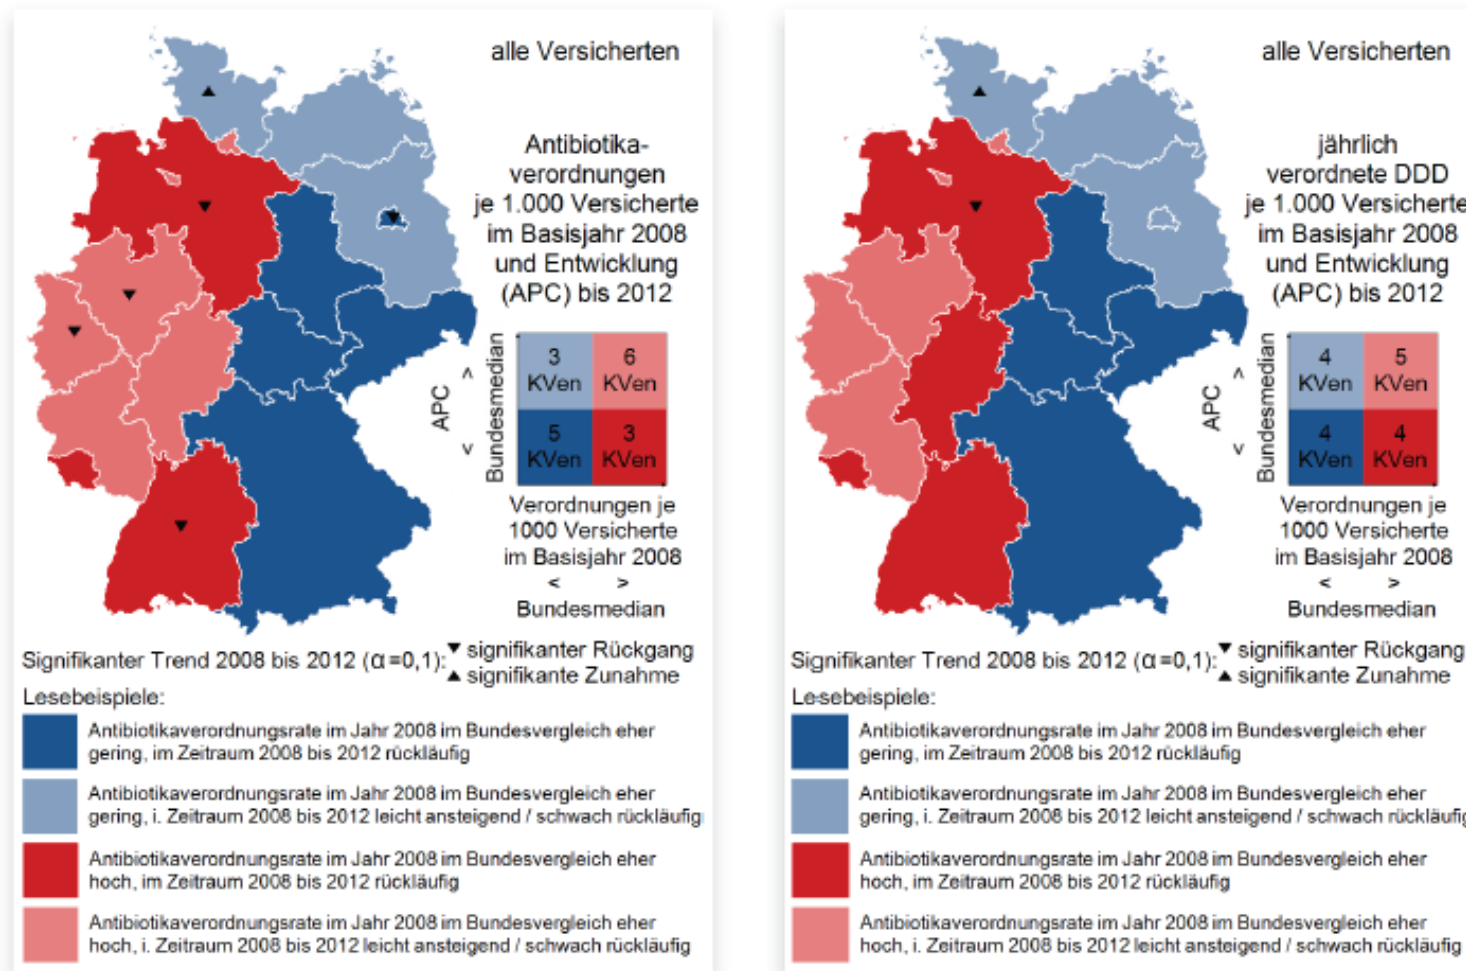 alle Versicherten
Antibiotika-
verordnungen
je 1.000 Versicherte
im Basisjahr 2008
und Entwicklung
(APC) bis 2012
APC
< >
Bundesmedian
3
KVen
6
KVen
5
KVen
3
KVen
Verordnungen je
1000 Versicherte
im Basisjahr 2008
< >
Bundesmedian
Signifikanter Trend 2008 bis 2012 (α=0,1):
▼ signifikanter Rückgang
▲ signifikante Zunahme
Lesebeispiele:
Antibiotikaverordnungsrate im Jahr 2008 im Bundesvergleich eher
gering, im Zeitraum 2008 bis 2012 rückläufig
Antibiotikaverordnungsrate im Jahr 2008 im Bundesvergleich eher
gering, i. Zeitraum 2008 bis 2012 leicht ansteigend / schwach rückläufig
Antibiotikaverordnungsrate im Jahr 2008 im Bundesvergleich eher
hoch, im Zeitraum 2008 bis 2012 rückläufig
Antibiotikaverordnungsrate im Jahr 2008 im Bundesvergleich eher
hoch, i. Zeitraum 2008 bis 2012 leicht ansteigend / schwach rückläufig
alle Versicherten
jährlich
verordnete DDD
je 1.000 Versicherte
im Basisjahr 2008
und Entwicklung
(APC) bis 2012
APC
< >
Bundesmedian
4
KVen
5
KVen
4
KVen
4
KVen
Verordnungen je
1000 Versicherte
im Basisjahr 2008
< >
Bundesmedian
Signifikanter Trend 2008 bis 2012 (α=0,1):
▼ signifikanter Rückgang
▲ signifikante Zunahme
Lesebeispiele:
Antibiotikaverordnungsrate im Jahr 2008 im Bundesvergleich eher
gering, im Zeitraum 2008 bis 2012 rückläufig
Antibiotikaverordnungsrate im Jahr 2008 im Bundesvergleich eher
gering, i. Zeitraum 2008 bis 2012 leicht ansteigend / schwach rückläufig
Antibiotikaverordnungsrate im Jahr 2008 im Bundesvergleich eher
hoch, im Zeitraum 2008 bis 2012 rückläufig
Antibiotikaverordnungsrate im Jahr 2008 im Bundesvergleich eher
hoch, i. Zeitraum 2008 bis 2012 leicht ansteigend / schwach rückläufig